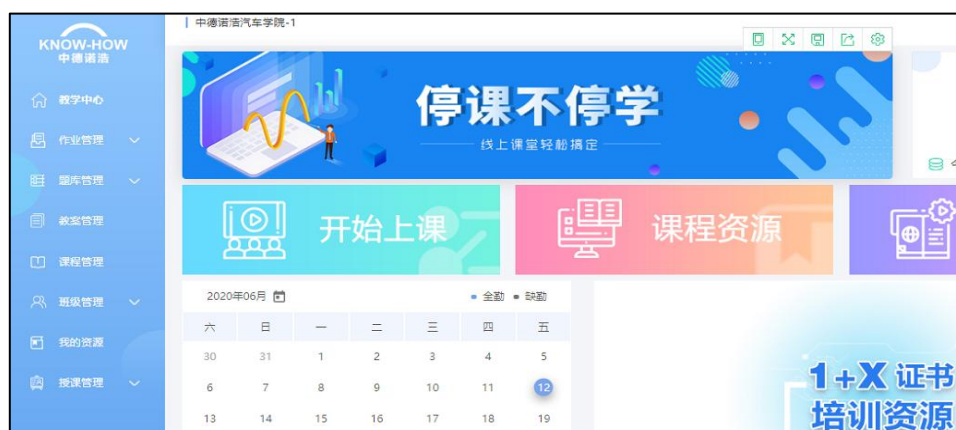 中德诺浩汽车学院-1
KNOW-HOW
中德诺浩
教学中心
作业管理
题库管理
教案管理
课程管理
班级管理
我的资源
授课管理
停课不停学
线上课堂轻松搞定
开始上课
课程资源
2020年06月
全勤 缺勤
六 日 一 二 三 四 五
30 31 1 2 3 4 5
6 7 8 9 10 11 12
13 14 15 16 17 18 19
1+X 证书
培训资源